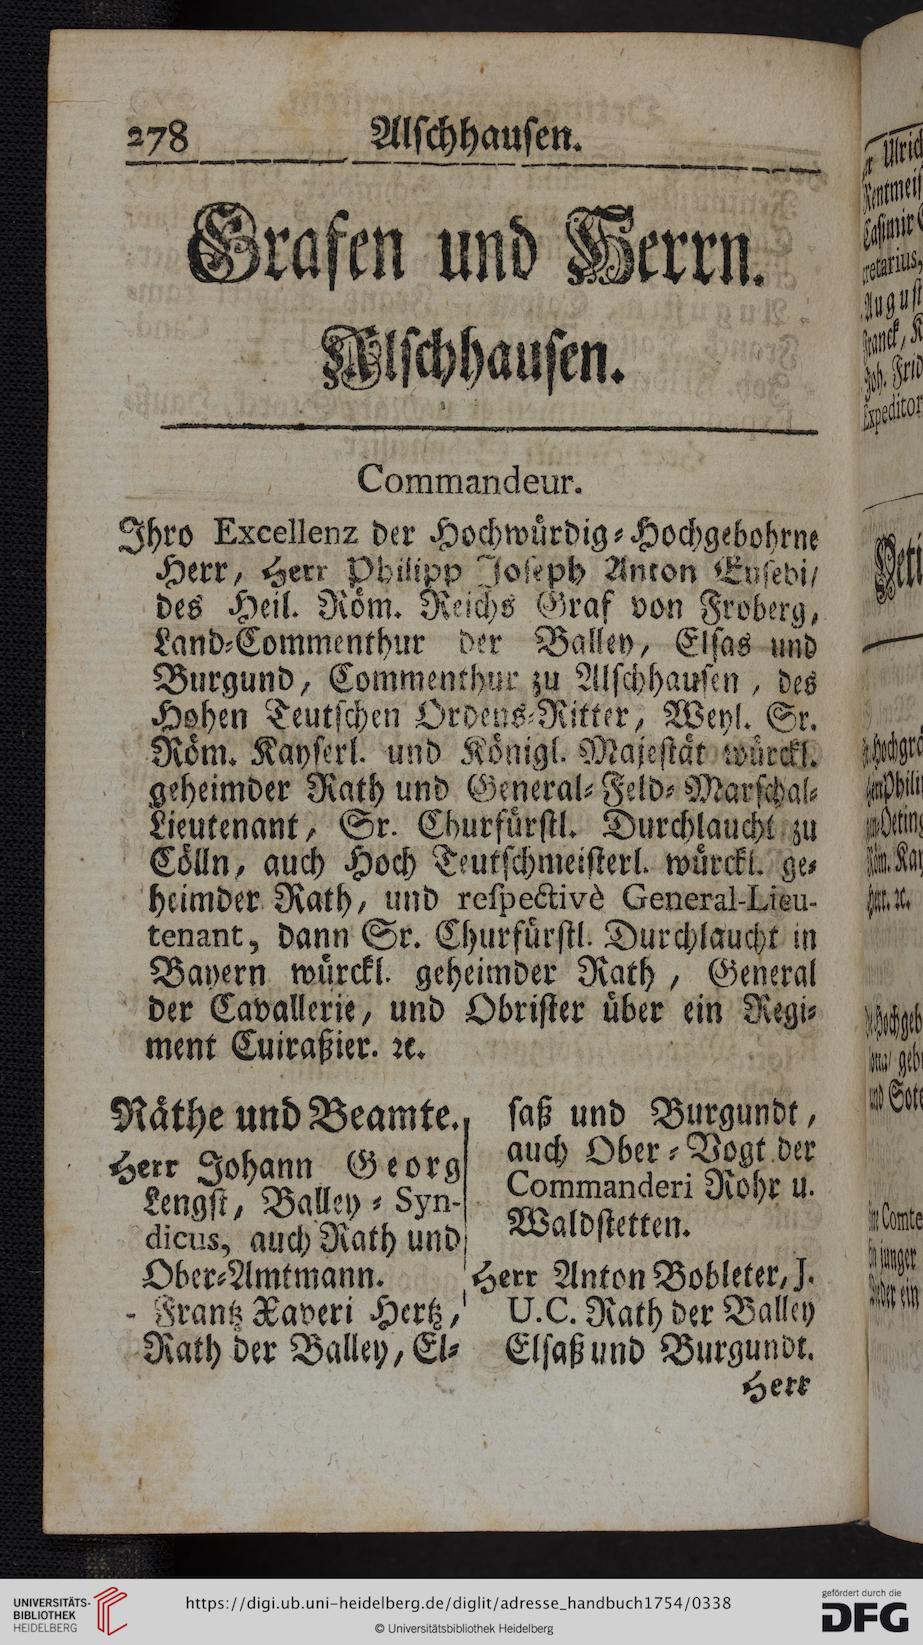 278 Alschhausen.
Grafen und Herrn.
Alschhausen.
Commandeur.
Ihro Excellenz der Hochwürdig-Hochgebohrne
Herr, Herr Philipp Joseph Anton Eusebi,
des Heil. Röm. Reichs Graf von Froberg,
Land-Commenthur der Balley, Elsas und
Burgund, Commenthur zu Alschhausen, des
Hohen Teutschen Ordens-Ritter, Weyl. Sr.
Röm. Kayserl. und Königl. Majestät würckl.
geheimder Rath und General-Feld-Marschal-
Lieutenant, Sr. Churfürstl. Durchlaucht zu
Cölln, auch Hoch Teutschmeisterl. würckl. ge-
heimder Rath, und respectivè General-Lieu-
tenant, dann Sr. Churfürstl. Durchlaucht in
Bayern würckl. geheimder Rath, General
der Cavallerie, und Obrister über ein Regi-
ment Cuiraßier. ꝛc.
Räthe und Beamte.
Herr Johann Georg
Lengst, Balley-Syn-
dicus, auch Rath und
Ober-Amtmann.
- Frantz Xaveri Hertz,
Rath der Balley, El-
saß und Burgundt,
auch Ober-Vogt der
Commanderi Rohr u.
Waldstetten.
Herr Anton Bobleter, J.
U.C. Rath der Balley
Elsaß und Burgundt.
Herr
Ulrich
August
und
UNIVERSITÄTS-
BIBLIOTHEK
HEIDELBERG
https://digi.ub.uni-heidelberg.de/diglit/adresse_handbuch1754/0338
© Universitätsbibliothek Heidelberg
gefördert durch die
DFG